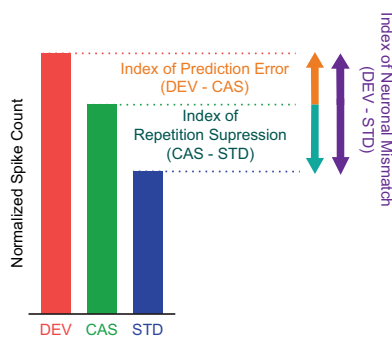 Normalized Spike Count
Index of Prediction Error
(DEV - CAS)
Index of
Repetition Supression
(CAS - STD)
Index of Neuronal Mismatch
(DEV - STD)
DEV CAS STD